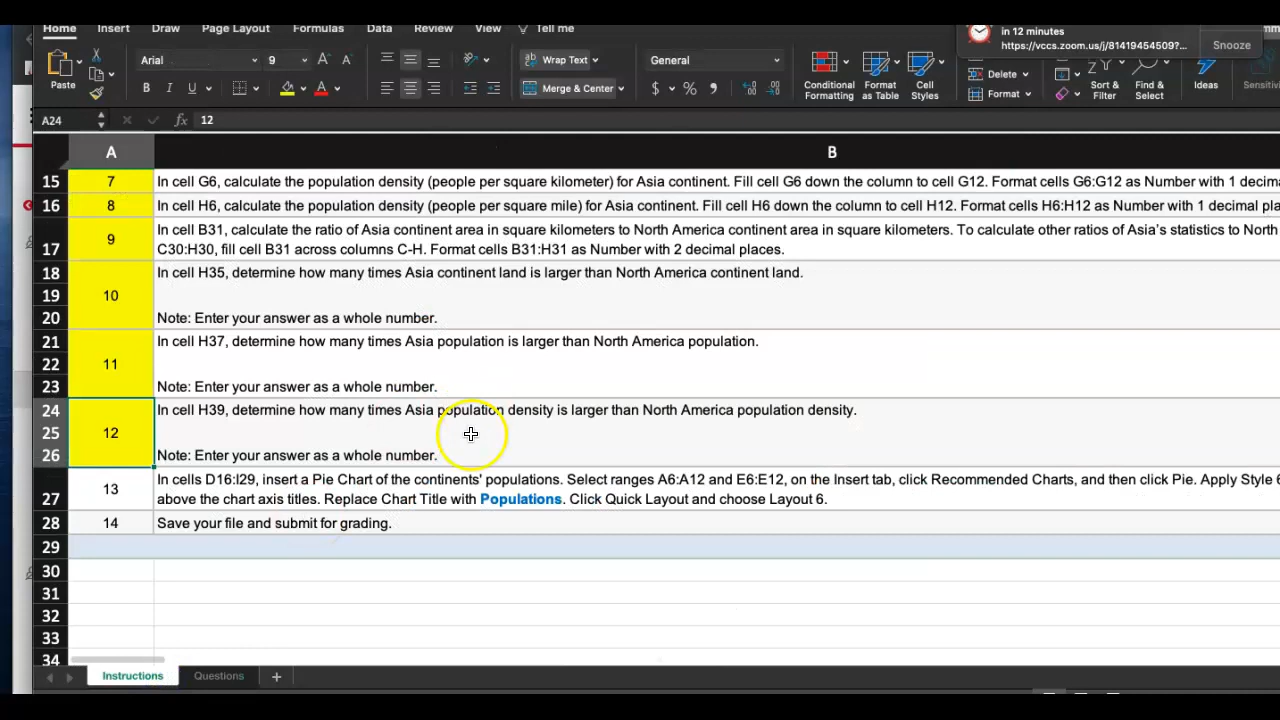 Home Insert Draw Page Layout Formulas Data Review View Tell me
in 12 minutes
https://vccs.zoom.us/j/81419454509?...
Snooze
Paste
Arial 9
B I U A
Wrap Text
Merge & Center
General
$ % 9
Conditional Formatting
Format as Table
Cell Styles
Delete
Format
Sort & Filter
Find & Select
Ideas
A24 fx 12
A B
15 7 In cell G6, calculate the population density (people per square kilometer) for Asia continent. Fill cell G6 down the column to cell G12. Format cells G6:G12 as Number with 1
16 8 In cell H6, calculate the population density (people per square mile) for Asia continent. Fill cell H6 down the column to cell H12. Format cells H6:H12 as Number with 1 decimal
17 9 In cell B31, calculate the ratio of Asia continent area in square kilometers to North America continent area in square kilometers. To calculate other ratios of Asia's statistics to North
C30:H30, fill cell B31 across columns C-H. Format cells B31:H31 as Number with 2 decimal places.
18 In cell H35, determine how many times Asia continent land is larger than North America continent land.
19 10
20 Note: Enter your answer as a whole number.
21 In cell H37, determine how many times Asia population is larger than North America population.
22 11
23 Note: Enter your answer as a whole number.
24 In cell H39, determine how many times Asia population density is larger than North America population density.
25 12
26 Note: Enter your answer as a whole number.
27 13 In cells D16:I29, insert a Pie Chart of the continents' populations. Select ranges A6:A12 and E6:E12, on the Insert tab, click Recommended Charts, and then click Pie. Apply Style
above the chart axis titles. Replace Chart Title with Populations. Click Quick Layout and choose Layout 6.
28 14 Save your file and submit for grading.
29
30
31
32
33
34
Instructions Questions +